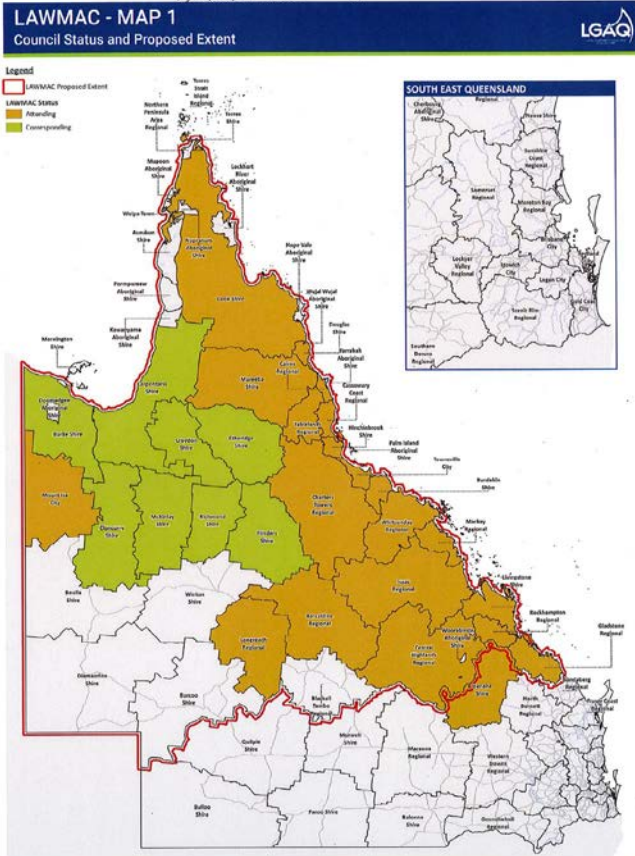 LAWMAC - MAP 1
Council Status and Proposed Extent
LGAQ
Legend
LAWMAC Proposed Extent
LAWMAC Status
Attending
Corresponding
SOUTH EAST QUEENSLAND
Cherbourg
Aboriginal
Shire
Regional
Noosa Shire
Sunshine
Coast
Regional
Somerset
Regional
Moreton Bay
Regional
Brisbane
City
Lockyer
Valley
Regional
Ipswich
City
Logan City
Scenic Rim
Regional
Gold Coast
City
Southern
Downs
Regional
Torres
Strait
Island
Regional
Northern
Peninsula
Area
Regional
Torres
Shire
Mapoon
Aboriginal
Shire
Lockhart
River
Aboriginal
Shire
Weipa Town
Aurukun
Shire
Aboriginal
Shire
Hope Vale
Aboriginal
Shire
Pormpuraaw
Aboriginal
Shire
Cook Shire
Wujal Wujal
Aboriginal
Shire
Kowanyama
Aboriginal
Shire
Douglas
Shire
Yarrabah
Aboriginal
Shire
Mornington
Shire
Carpentaria
Shire
Mareeba
Shire
Cairns
Regional
Cassowary
Coast
Regional
Doomadgee
Aboriginal
Shire
Burke Shire
Croydon
Shire
Etheridge
Shire
Tablelands
Regional
Hinchinbrook
Shire
Palm Island
Aboriginal
Shire
Townsville
City
Burdekin
Shire
Mount Isa
City
Cloncurry
Shire
McKinlay
Shire
Richmond
Shire
Flinders
Shire
Charters
Towers
Regional
Whitsunday
Regional
Mackay
Regional
Boulia
Shire
Winton
Shire
Isaac
Regional
Livingstone
Shire
Rockhampton
Regional
Gladstone
Regional
Longreach
Regional
Barcaldine
Regional
Central
Highlands
Regional
Woorabinda
Aboriginal
Shire
Diamantina
Shire
Barcoo
Shire
Blackall
Tambo
Regional
Banana
Shire
Bundaberg
Regional
Fraser Coast
Regional
North
Burnett
Regional
Quilpie
Shire
Murweh
Shire
Maranoa
Regional
Western
Downs
Regional
Bulloo
Shire
Paroo Shire
Balonne
Shire
Goondiwindi
Regional